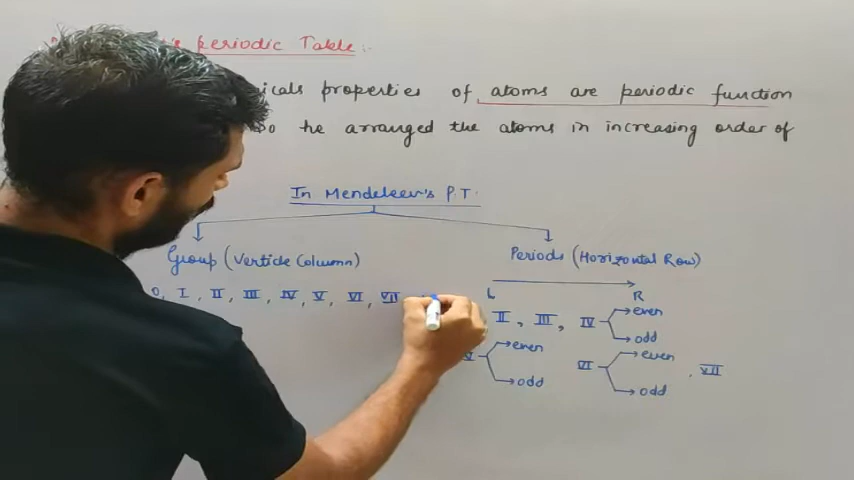 periodic Table :-
icals properties of atoms are periodic function
So he arranged the atoms in increasing order of
In Mendeleev's P.T.
Group (Verticle Column)
Periods (Horizontal Row)
0, I, II, III, IV, V, VI, VII
L R
II, III, IV even
odd
V even
odd
VI even
odd
, VII